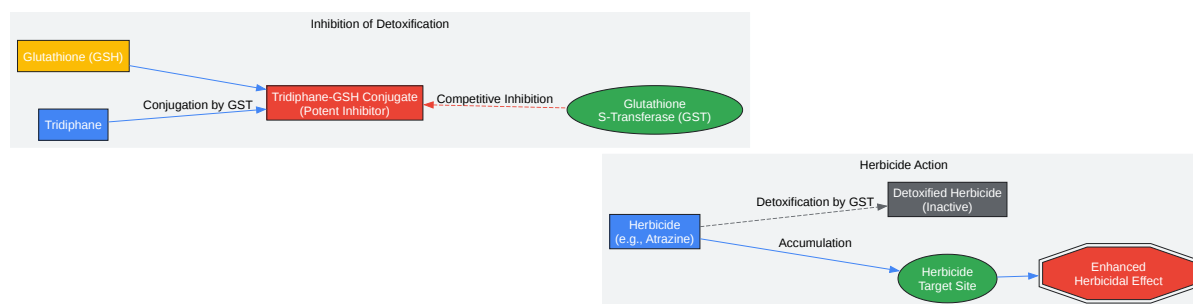 Inhibition of Detoxification
Glutathione (GSH)
Conjugation by GST
Tridiphane
Tridiphane-GSH Conjugate
(Potent Inhibitor)
Competitive Inhibition
Glutathione
S-Transferase (GST)
Herbicide Action
Herbicide
(e.g., Atrazine)
Detoxification by GST
Detoxified Herbicide
(Inactive)
Accumulation
Herbicide
Target Site
Enhanced
Herbicidal Effect